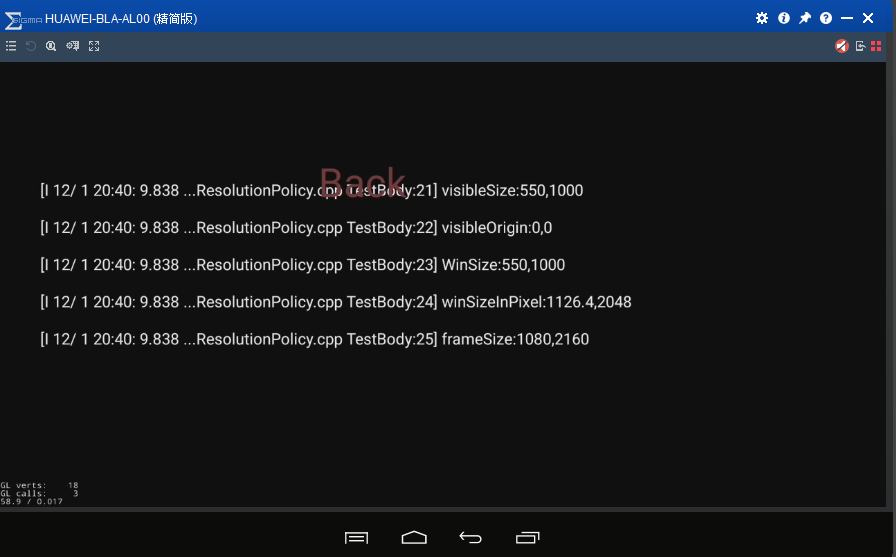 SIGMA HUAWEI-BLA-AL00 (精简版)
Back
[I 12/ 1 20:40: 9.838 ...ResolutionPolicy.cpp TestBody:21] visibleSize:550,1000
[I 12/ 1 20:40: 9.838 ...ResolutionPolicy.cpp TestBody:22] visibleOrigin:0,0
[I 12/ 1 20:40: 9.838 ...ResolutionPolicy.cpp TestBody:23] WinSize:550,1000
[I 12/ 1 20:40: 9.838 ...ResolutionPolicy.cpp TestBody:24] winSizeInPixel:1126.4,2048
[I 12/ 1 20:40: 9.838 ...ResolutionPolicy.cpp TestBody:25] frameSize:1080,2160
GL verts: 18
GL calls: 3
58.9 / 0.017